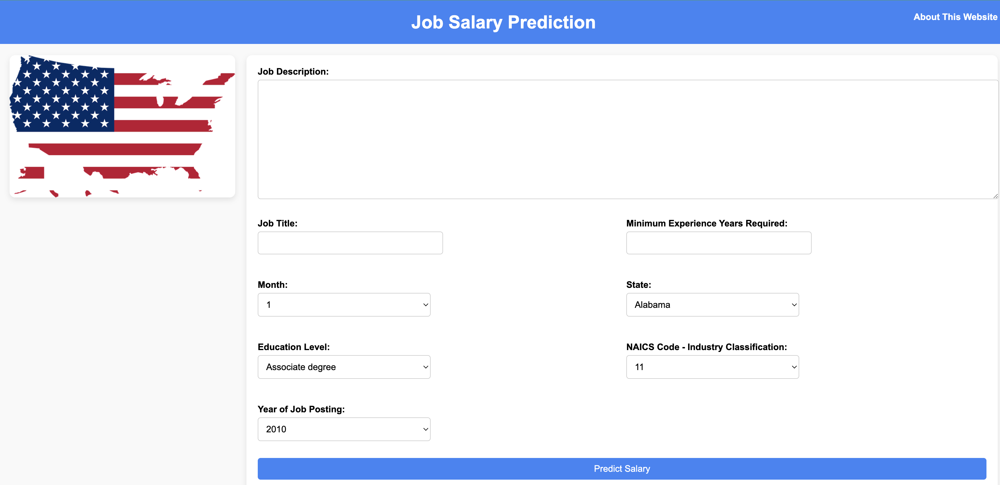 Job Salary Prediction
About This Website
Job Description:
Job Title:
Minimum Experience Years Required:
Month:
State:
1
Alabama
Education Level:
NAICS Code - Industry Classification:
Associate degree
11
Year of Job Posting:
2010
Predict Salary